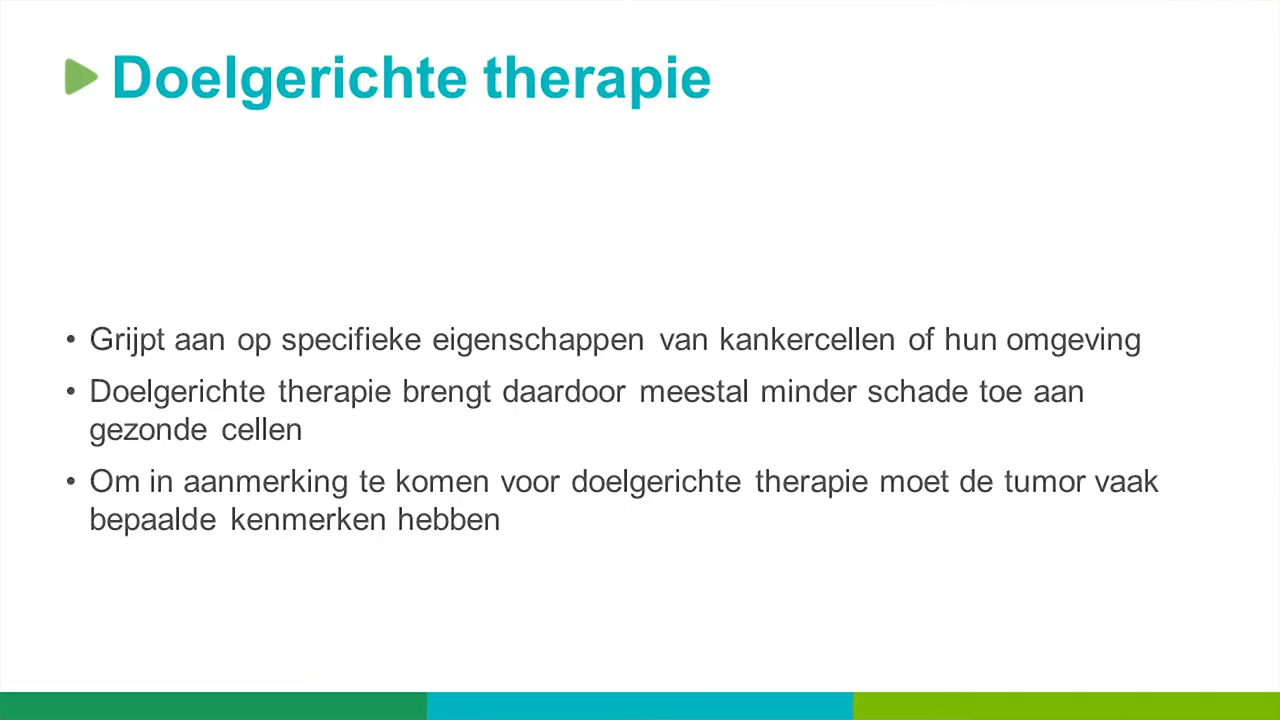 Doelgerichte therapie
• Grijpt aan op specifieke eigenschappen van kankercellen of hun omgeving
• Doelgerichte therapie brengt daardoor meestal minder schade toe aan
gezonde cellen
• Om in aanmerking te komen voor doelgerichte therapie moet de tumor vaak
bepaalde kenmerken hebben